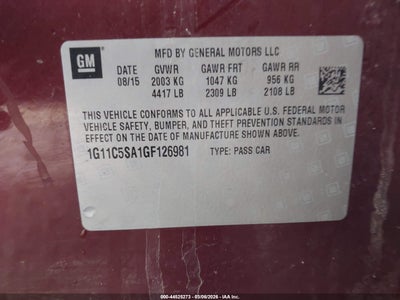 GM
MFD BY GENERAL MOTORS LLC
DATE GVWR GAWR FRT GAWR RR
08/15 2003 KG 1047 KG 956 KG
4417 LB 2309 LB 2108 LB
THIS VEHICLE CONFORMS TO ALL APPLICABLE U.S. FEDERAL MOTOR
VEHICLE SAFETY, BUMPER, AND THEFT PREVENTION STANDARDS
IN EFFECT ON THE DATE OF MANUFACTURE SHOWN ABOVE.
1G11C5SA1GF126981 TYPE: PASS CAR
000-44525273 - 05/06/2026 - IAA Inc.